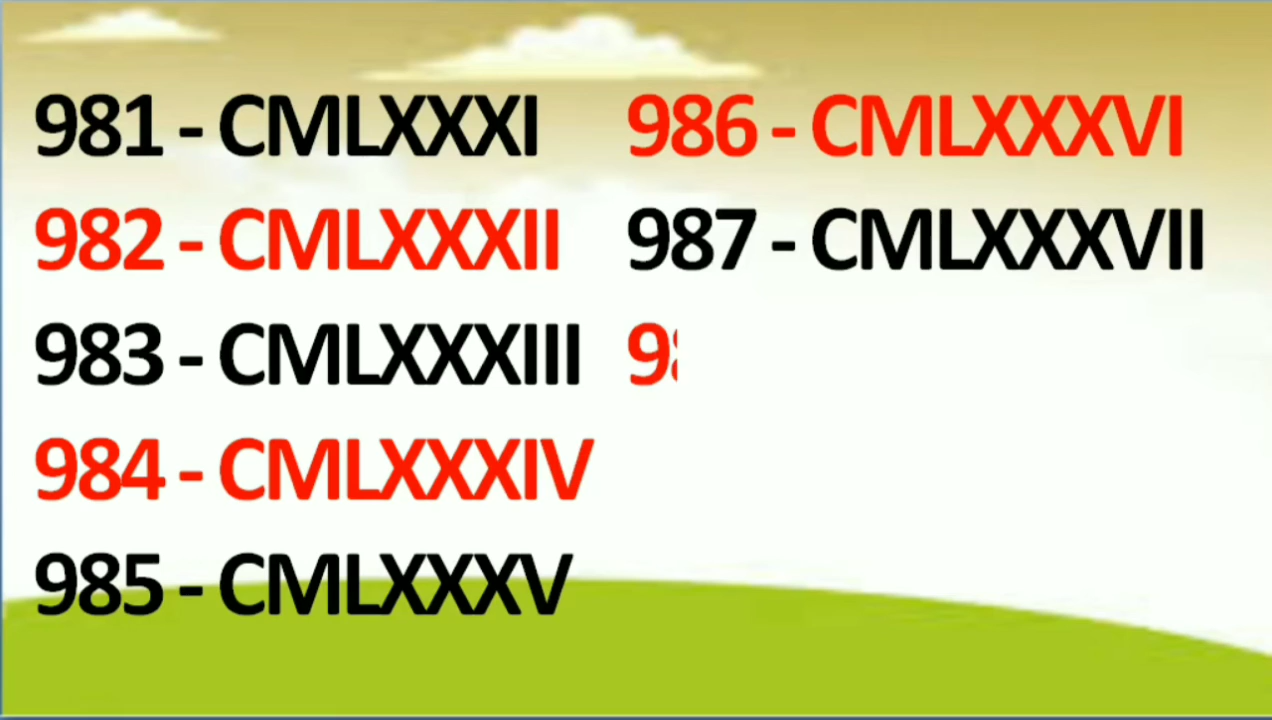 981 - CMLXXXI
982 - CMLXXXII
983 - CMLXXXIII
984 - CMLXXXIV
985 - CMLXXXV
986 - CMLXXXVI
987 - CMLXXXVII